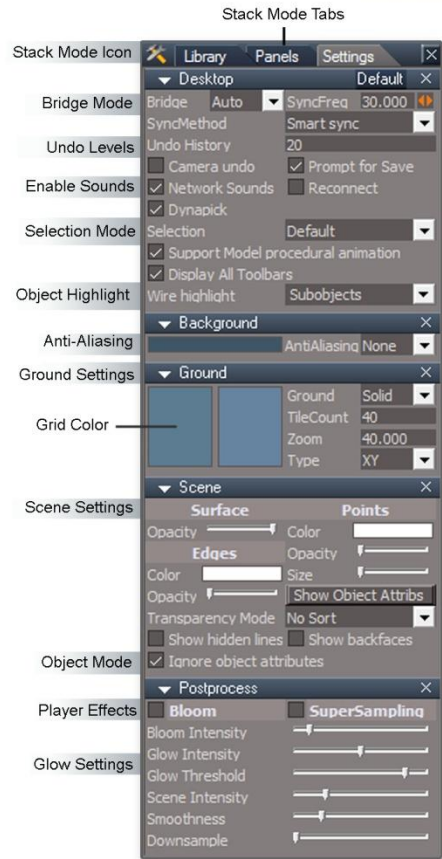 Stack Mode Tabs
Stack Mode Icon
Library Panels Settings
Desktop Default
Bridge Mode
Bridge Auto SyncFreq 30.000
SyncMethod Smart sync
Undo Levels
Undo History 20
Camera undo Prompt for Save
Enable Sounds
Network Sounds Reconnect
Dynapick
Selection Mode
Selection Default
Support Model procedural animation
Display All Toolbars
Object Highlight
Wire highlight Subobjects
Background
Anti-Aliasing
AntiAliasing None
Ground Settings
Ground
Ground Solid
TileCount 40
Grid Color
Zoom 40.000
Type XY
Scene
Scene Settings
Surface Points
Opacity Color
Edges Opacity
Color Size
Opacity Show Object Attribs
Transparency Mode No Sort
Show hidden lines Show backfaces
Object Mode
Ignore object attributes
Postprocess
Player Effects
Bloom SuperSampling
Bloom Intensity
Glow Intensity
Glow Settings
Glow Threshold
Scene Intensity
Smoothness
Downsample